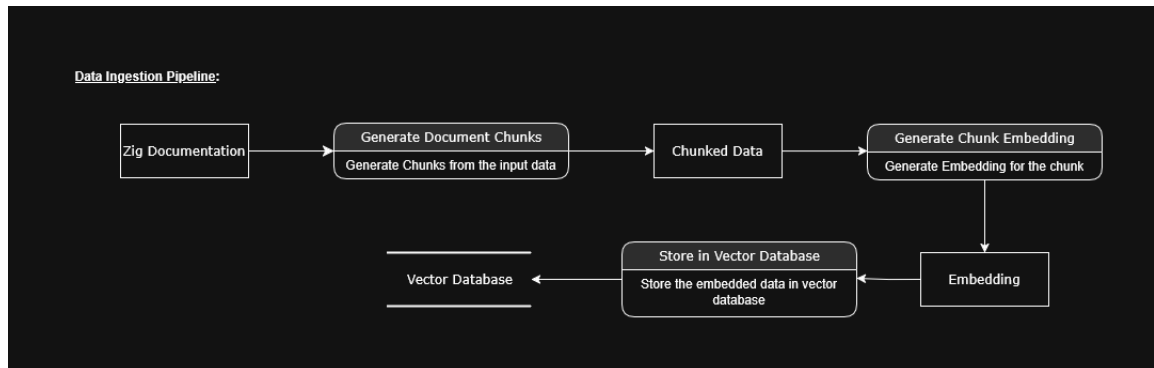 Data Ingestion Pipeline:
Zig Documentation
Generate Document Chunks
Generate Chunks from the input data
Chunked Data
Generate Chunk Embedding
Generate Embedding for the chunk
Vector Database
Store in Vector Database
Store the embedded data in vector
database
Embedding